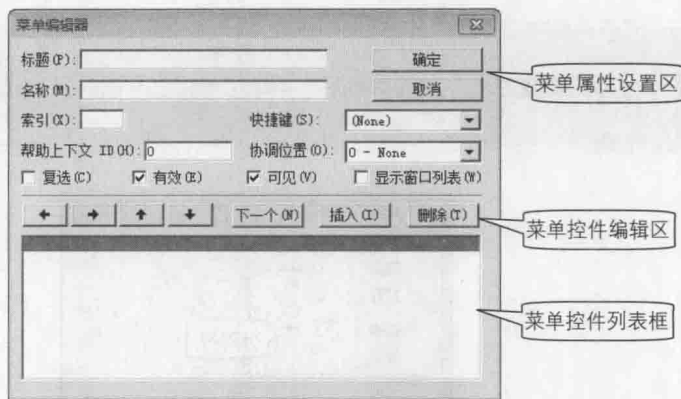 菜单编辑器
标题(P):
确定
名称(M):
取消
索引(X):
快捷键(S):
(None)
帮助上下文 ID(H):
0
协调位置(O):
0 - None
复选(C)
有效(E)
可见(V)
显示窗口列表(W)
下一个(N)
插入(I)
删除(T)
菜单属性设置区
菜单控件编辑区
菜单控件列表框